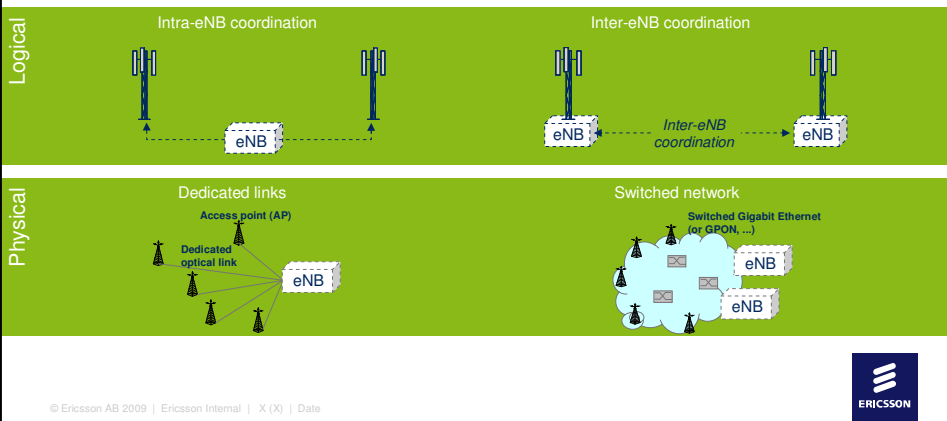 Logical
Intra-eNB coordination
Inter-eNB coordination
eNB
eNB
Inter-eNB
coordination
eNB
Physical
Dedicated links
Switched network
Access point (AP)
Dedicated
optical link
eNB
Switched Gigabit Ethernet
(or GPON, ...)
eNB
eNB
© Ericsson AB 2009 | Ericsson Internal | X (X) | Date
ERICSSON